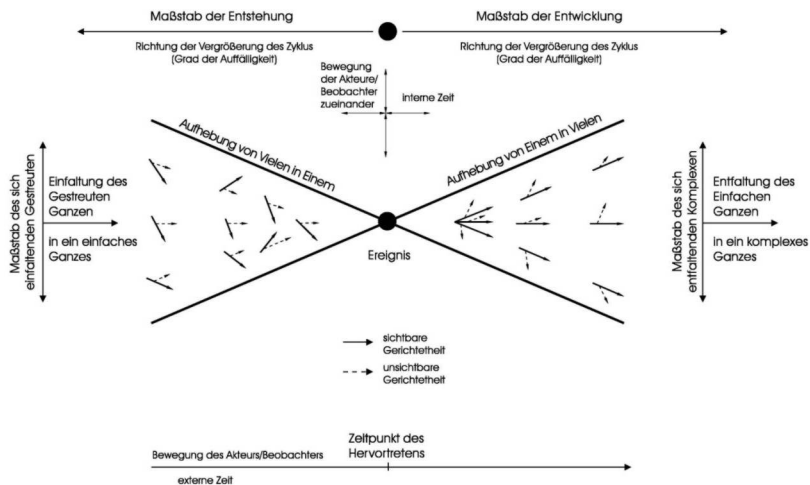 Maßstab der Entstehung
Maßstab der Entwicklung
Richtung der Vergrößerung des Zyklus
(Grad der Auffälligkeit)
Richtung der Vergrößerung des Zyklus
(Grad der Auffälligkeit)
Bewegung
der Akteure/
Beobachter
zueinander
interne Zeit
Aufhebung von Vielen in Einem
Aufhebung von Einem in Vielen
Maßstab des sich
einfaltenden Gestreuten
Einfaltung des
Gestreuten
Ganzen
in ein einfaches
Ganzes
Ereignis
Maßstab des sich
entfaltenden Komplexen
Entfaltung des
Einfachen
Ganzen
in ein komplexes
Ganzes
sichtbare
Gerichtetheit
unsichtbare
Gerichtetheit
Zeitpunkt des
Hervortretens
Bewegung des Akteurs/Beobachters
externe Zeit